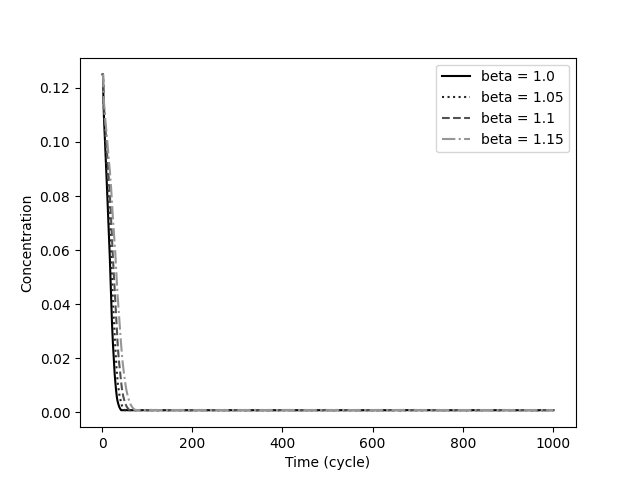 beta = 1.0
beta = 1.05
beta = 1.1
beta = 1.15
0.12
0.10
0.08
0.06
0.04
0.02
0.00
Concentration
0 200 400 600 800 1000
Time (cycle)